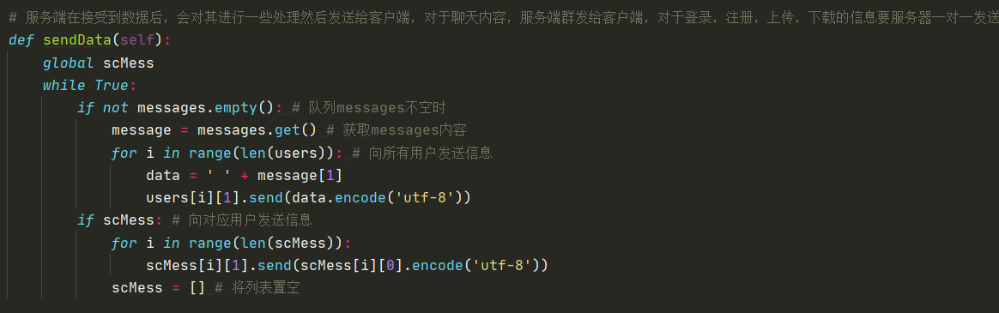 # 服务端在接受到数据后，会对其进行一些处理然后发送给客户端，对于聊天内容，服务端群发给客户端，对于登录，注册，上传，下载的信息要服务器一对一发送
def sendData(self):
    global scMess
    while True:
        if not messages.empty(): # 队列messages不空时
            message = messages.get() # 获取messages内容
            for i in range(len(users)): # 向所有用户发送信息
                data = ' ' + message[1]
                users[i][1].send(data.encode('utf-8'))
        if scMess: # 向对应用户发送信息
            for i in range(len(scMess)):
                scMess[i][1].send(scMess[i][0].encode('utf-8'))
            scMess = [] # 将列表置空